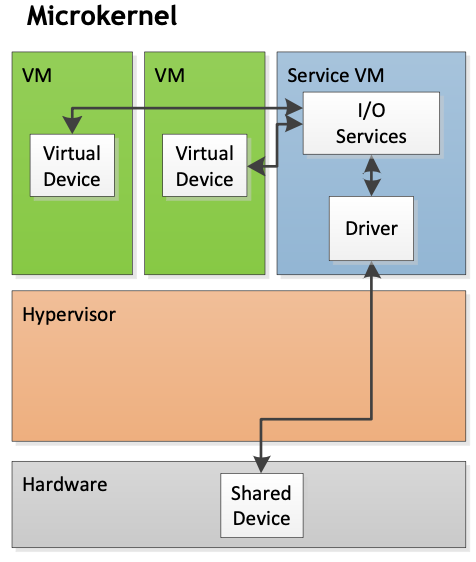 Microkernel
VM
VM
Service VM
I/O
Services
Virtual
Device
Virtual
Device
Driver
Hypervisor
Hardware
Shared
Device